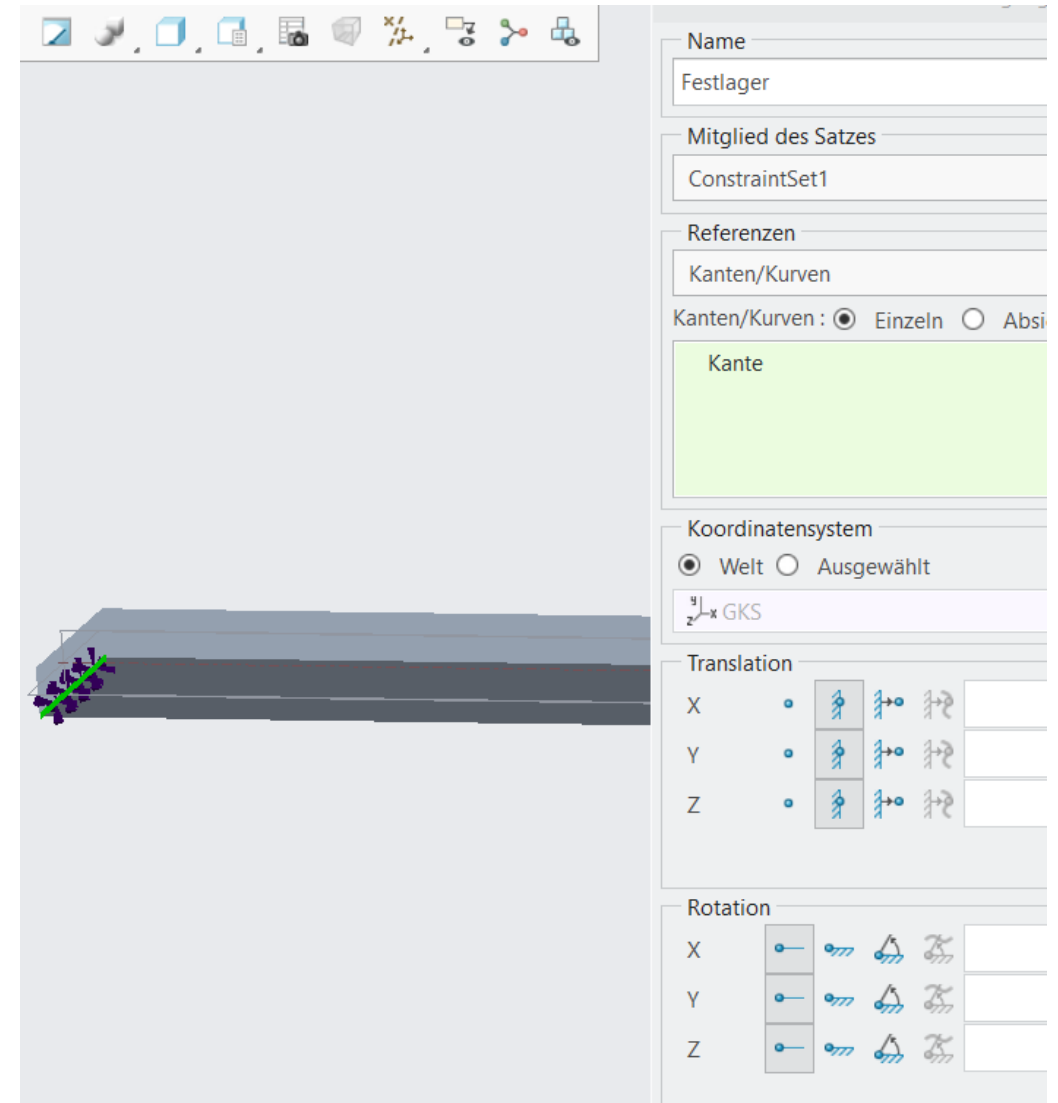 Name
Festlager
Mitglied des Satzes
ConstraintSet1
Referenzen
Kanten/Kurven
Kanten/Kurven : Einzeln
Kante
Koordinatensystem
Welt Ausgewählt
y x z GKS
Translation
X
Y
Z
Rotation
X
Y
Z